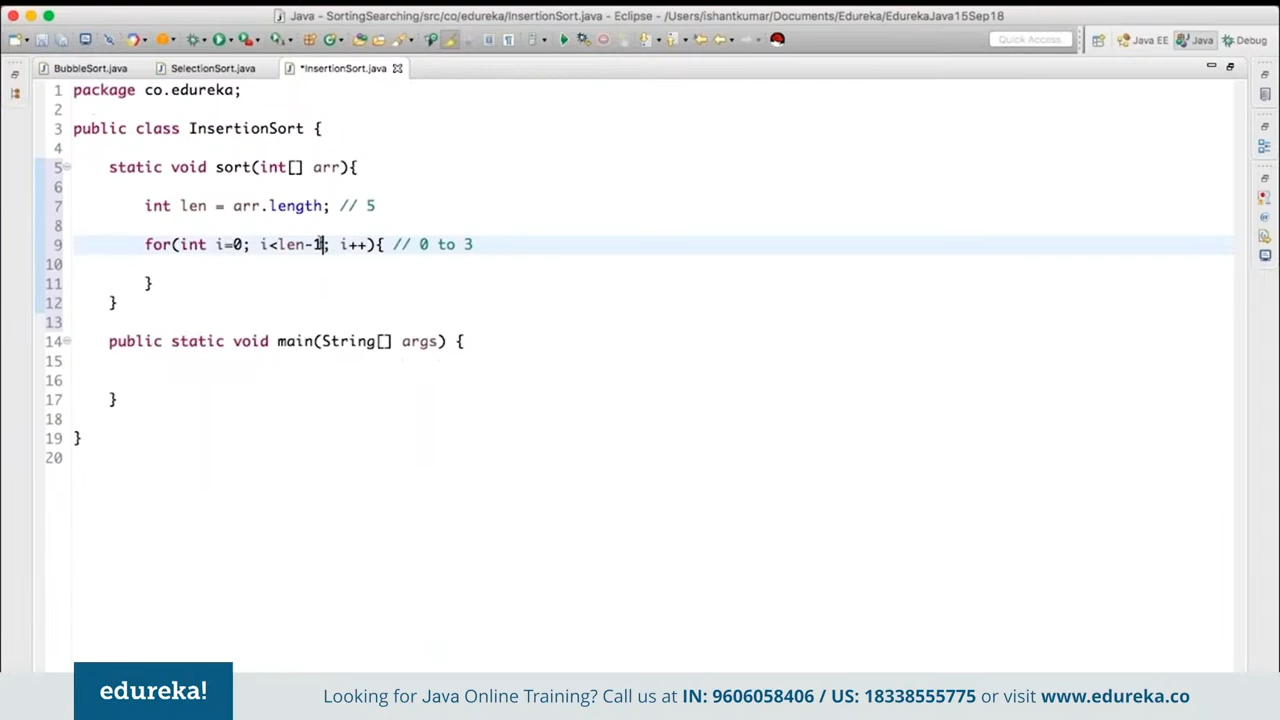 Java - SortingSearching/src/co/edureka/InsertionSort.java - Eclipse - /Users/ishantkumar/Documents/Edureka/EdurekaJava15Sep18
Quick Access
Java EE
Java
Debug
BubbleSort.java
SelectionSort.java
*InsertionSort.java
1 package co.edureka;
2
3 public class InsertionSort {
4
5 static void sort(int[] arr){
6
7 int len = arr.length; // 5
8
9 for(int i=0; i<len-1; i++){ // 0 to 3
10
11 }
12 }
13
14 public static void main(String[] args) {
15
16
17 }
18
19 }
20
edureka!
Looking for Java Online Training? Call us at IN: 9606058406 / US: 18338555775 or visit www.edureka.co